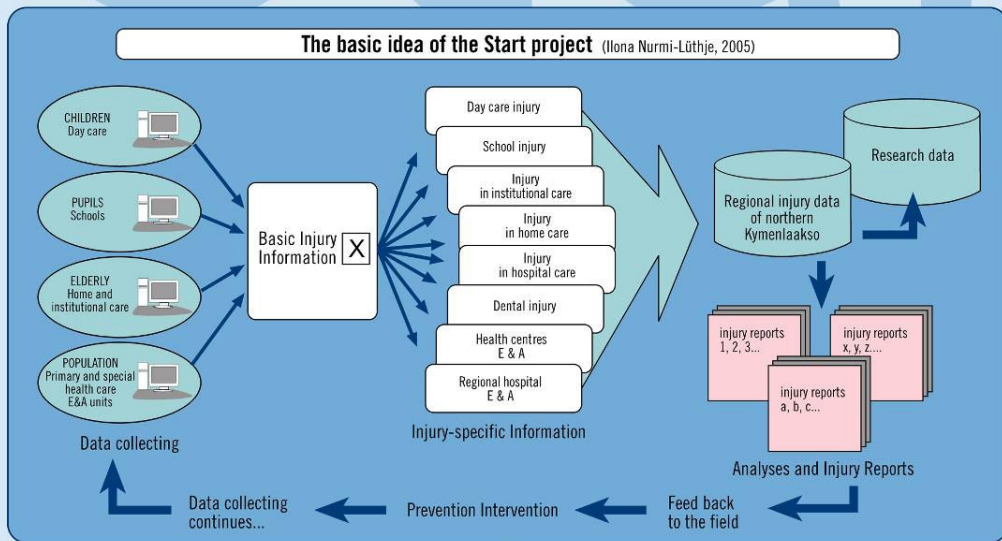 The basic idea of the Start project (Ilona Nurmi-Lüthje, 2005)
CHILDREN
Day care
PUPILS
Schools
ELDERLY
Home and
institutional care
POPULATION
Primary and special
health care
E&A units
Data collecting
Basic Injury
Information X
Day care injury
School injury
Injury
in institutional care
Injury
in home care
Injury
in hospital care
Dental injury
Health centres
E & A
Regional hospital
E & A
Injury-specific Information
Research data
Regional injury data
of northern
Kymenlaakso
injury reports
1, 2, 3...
injury reports
x, y, z....
injury reports
a, b, c...
Analyses and Injury Reports
Feed back
to the field
Prevention Intervention
Data collecting
continues...